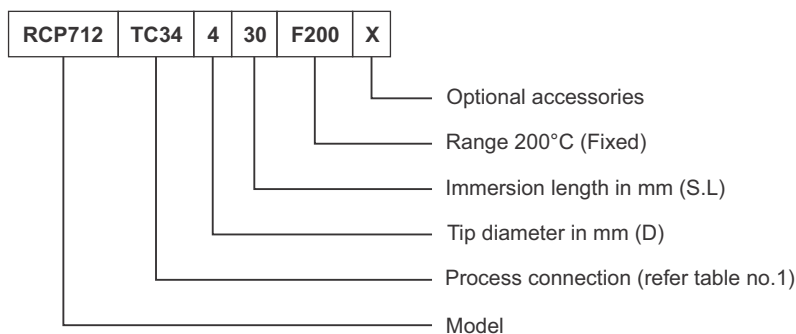 RCP712 TC34 4 30 F200 X
Optional accessories
Range 200°C (Fixed)
Immersion length in mm (S.L)
Tip diameter in mm (D)
Process connection (refer table no.1)
Model